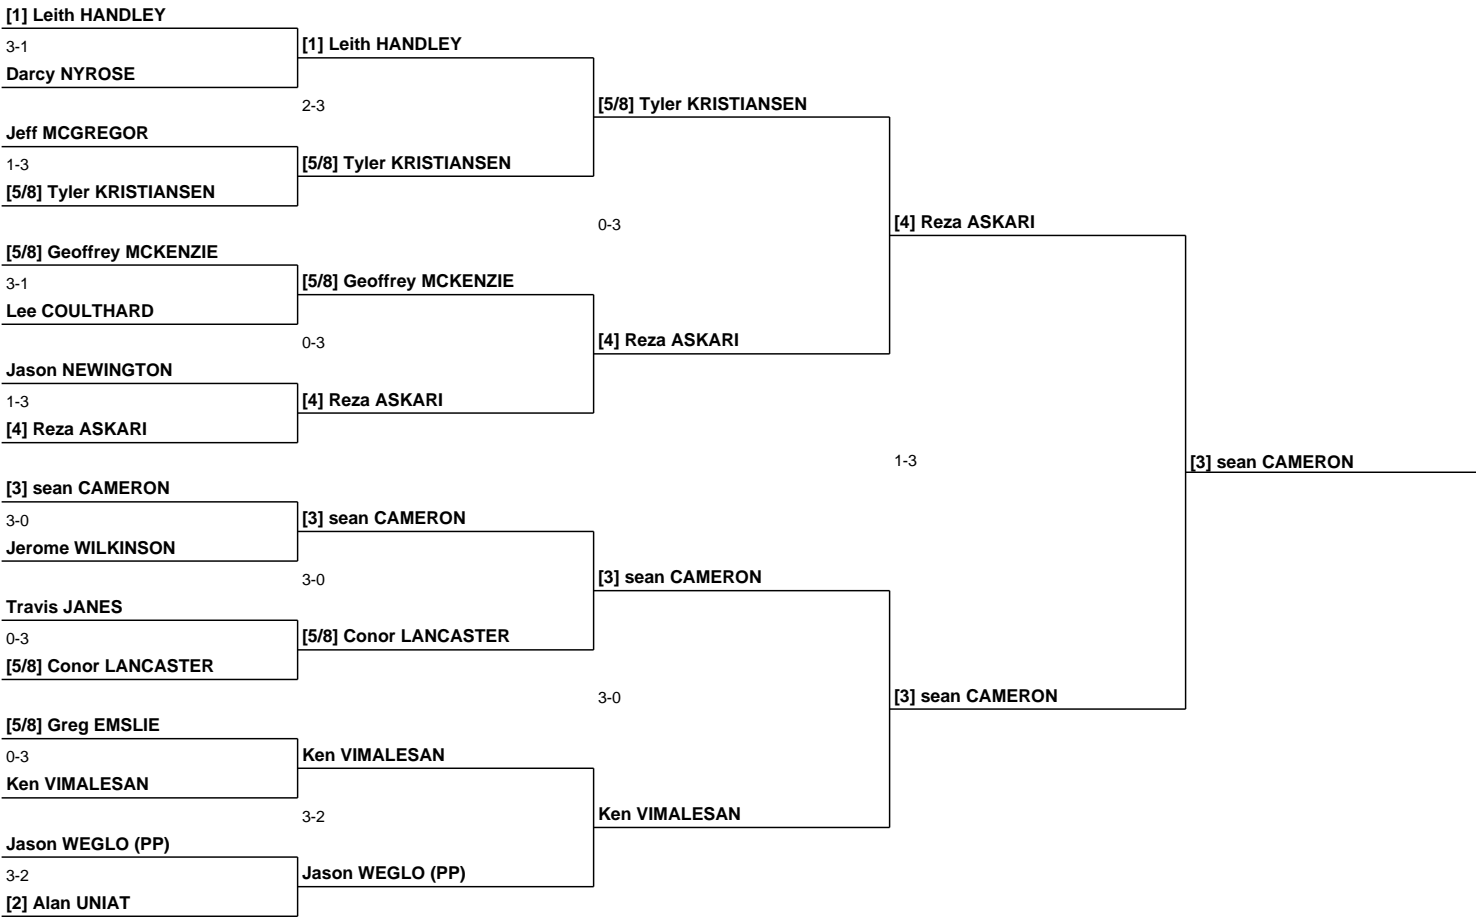 [1] Leith HANDLEY
3-1
Darcy NYROSE
Jeff MCGREGOR
1-3
[5/8] Tyler KRISTIANSEN
[5/8] Geoffrey MCKENZIE
3-1
Lee COULTHARD
Jason NEWINGTON
1-3
[4] Reza ASKARI
[3] sean CAMERON
3-0
Jerome WILKINSON
Travis JANES
0-3
[5/8] Conor LANCASTER
[5/8] Greg EMSLIE
0-3
Ken VIMALESAN
Jason WEGLO (PP)
3-2
[2] Alan UNIAT
[1] Leith HANDLEY
2-3
[5/8] Tyler KRISTIANSEN
[5/8] Geoffrey MCKENZIE
0-3
[4] Reza ASKARI
[3] sean CAMERON
3-0
[5/8] Conor LANCASTER
Ken VIMALESAN
3-2
Jason WEGLO (PP)
[5/8] Tyler KRISTIANSEN
0-3
[4] Reza ASKARI
[3] sean CAMERON
3-0
Ken VIMALESAN
[4] Reza ASKARI
1-3
[3] sean CAMERON
[3] sean CAMERON